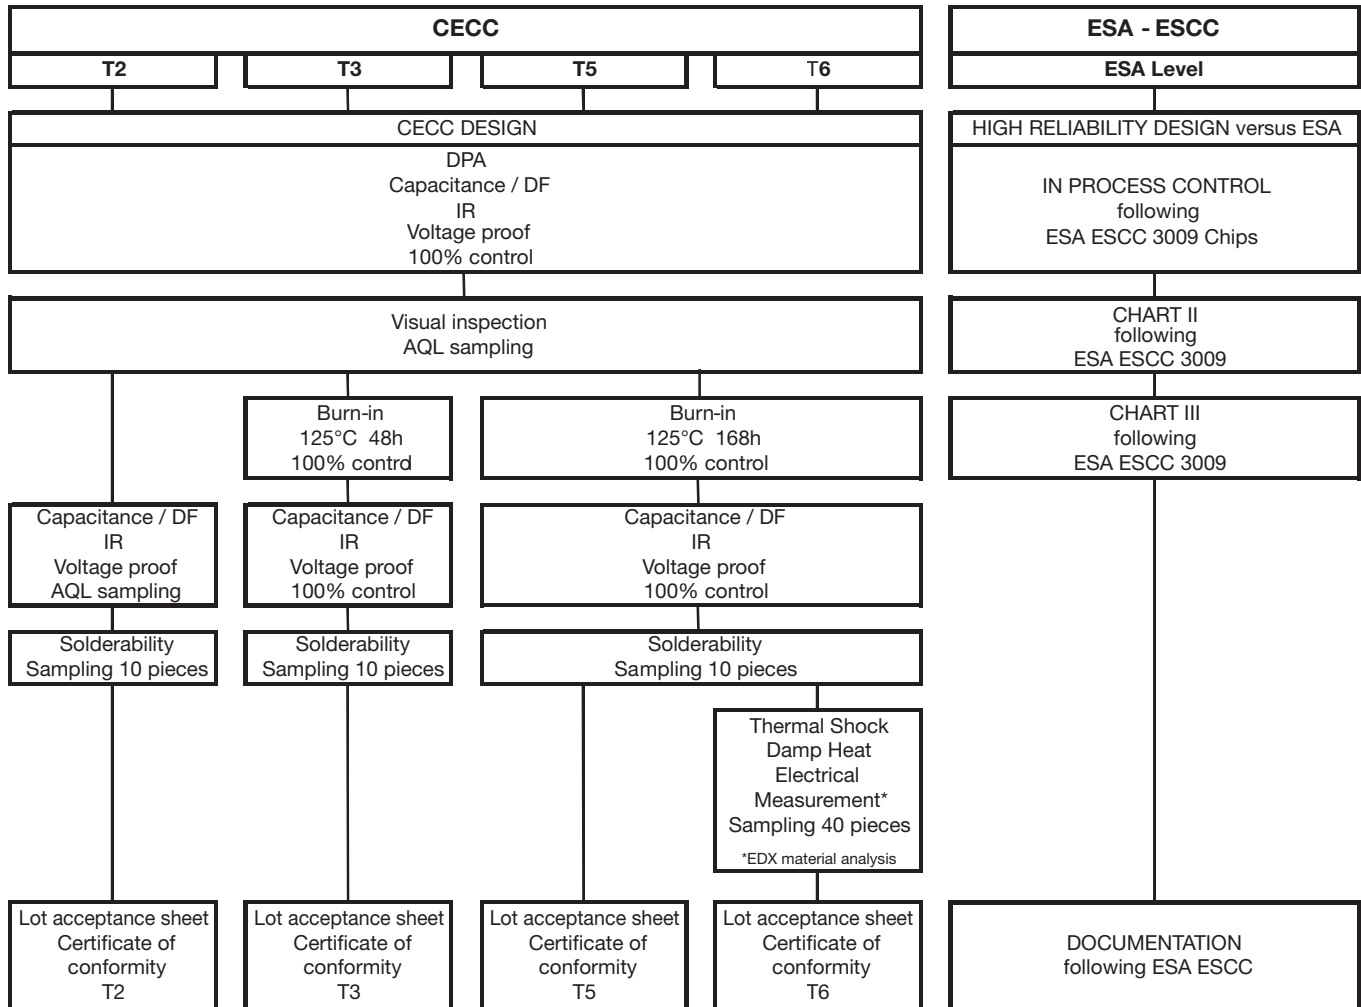 CECC
T2
T3
T5
T6
CECC DESIGN
DPA
Capacitance / DF
IR
Voltage proof
100% control
Visual inspection
AQL sampling
Burn-in
125°C 48h
100% contrd
Burn-in
125°C 168h
100% control
Capacitance / DF
IR
Voltage proof
AQL sampling
Capacitance / DF
IR
Voltage proof
100% control
Capacitance / DF
IR
Voltage proof
100% control
Solderability
Sampling 10 pieces
Solderability
Sampling 10 pieces
Solderability
Sampling 10 pieces
Thermal Shock
Damp Heat
Electrical
Measurement*
Sampling 40 pieces
*EDX material analysis
Lot acceptance sheet
Certificate of
conformity
T2
Lot acceptance sheet
Certificate of
conformity
T3
Lot acceptance sheet
Certificate of
conformity
T5
Lot acceptance sheet
Certificate of
conformity
T6
ESA - ESCC
ESA Level
HIGH RELIABILITY DESIGN versus ESA
IN PROCESS CONTROL
following
ESA ESCC 3009 Chips
CHART II
following
ESA ESCC 3009
CHART III
following
ESA ESCC 3009
DOCUMENTATION
following ESA ESCC